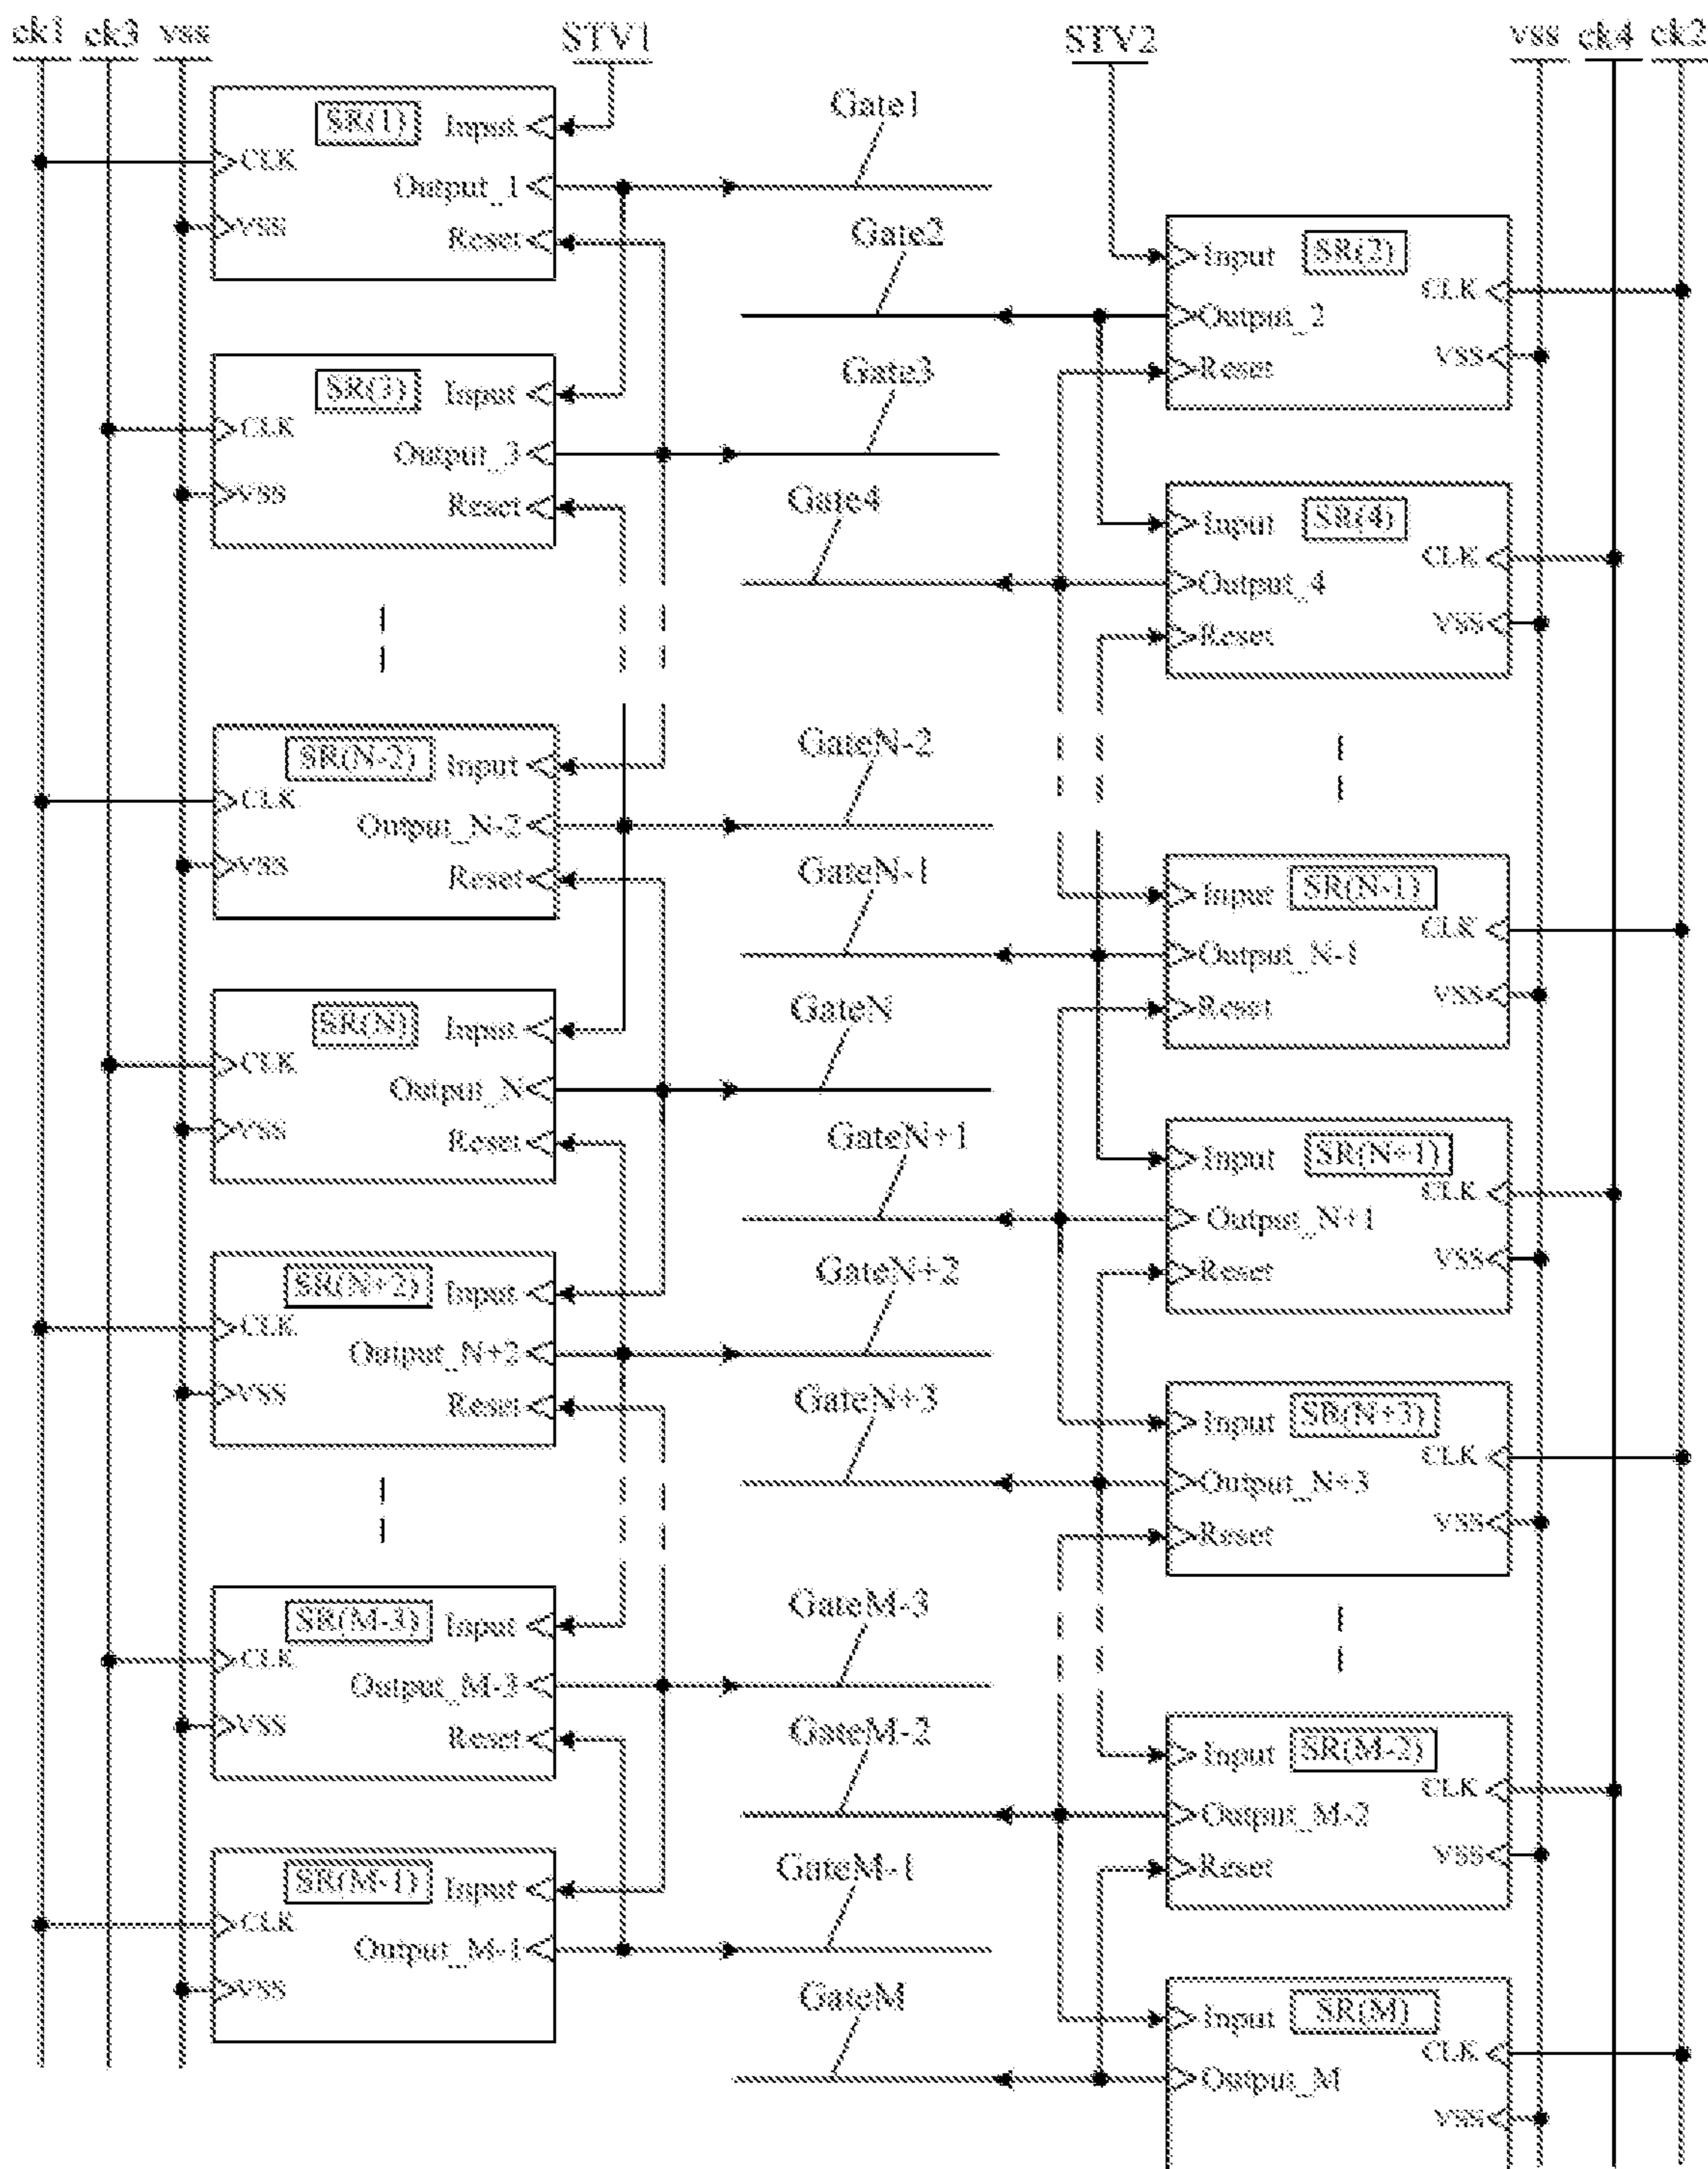 ck1 ck3 vss STV1 STV2 vss ck4 ck2
SR(1) Input
CLK
Output_1
VSS
Reset
Gate1
Gate2
Input SR(2)
CLK
Output_2
VSS
Reset
SR(3) Input
CLK
Output_3
VSS
Reset
Gate3
Gate4
Input SR(4)
CLK
Output_4
VSS
Reset
SR(N-2) Input
CLK
Output_N-2
VSS
Reset
GateN-2
GateN-1
Input SR(N-1)
CLK
Output_N-1
VSS
Reset
SR(N) Input
CLK
Output_N
VSS
Reset
GateN
GateN+1
Input SR(N+1)
CLK
Output_N+1
VSS
Reset
SR(N+2) Input
CLK
Output_N+2
VSS
Reset
GateN+2
GateN+3
Input SR(N+3)
CLK
Output_N+3
VSS
Reset
SR(M-3) Input
CLK
Output_M-3
VSS
Reset
GateM-3
GateM-2
Input SR(M-2)
CLK
Output_M-2
VSS
Reset
SR(M-1) Input
CLK
Output_M-1
VSS
GateM-1
GateM
Input SR(M)
CLK
Output_M
VSS